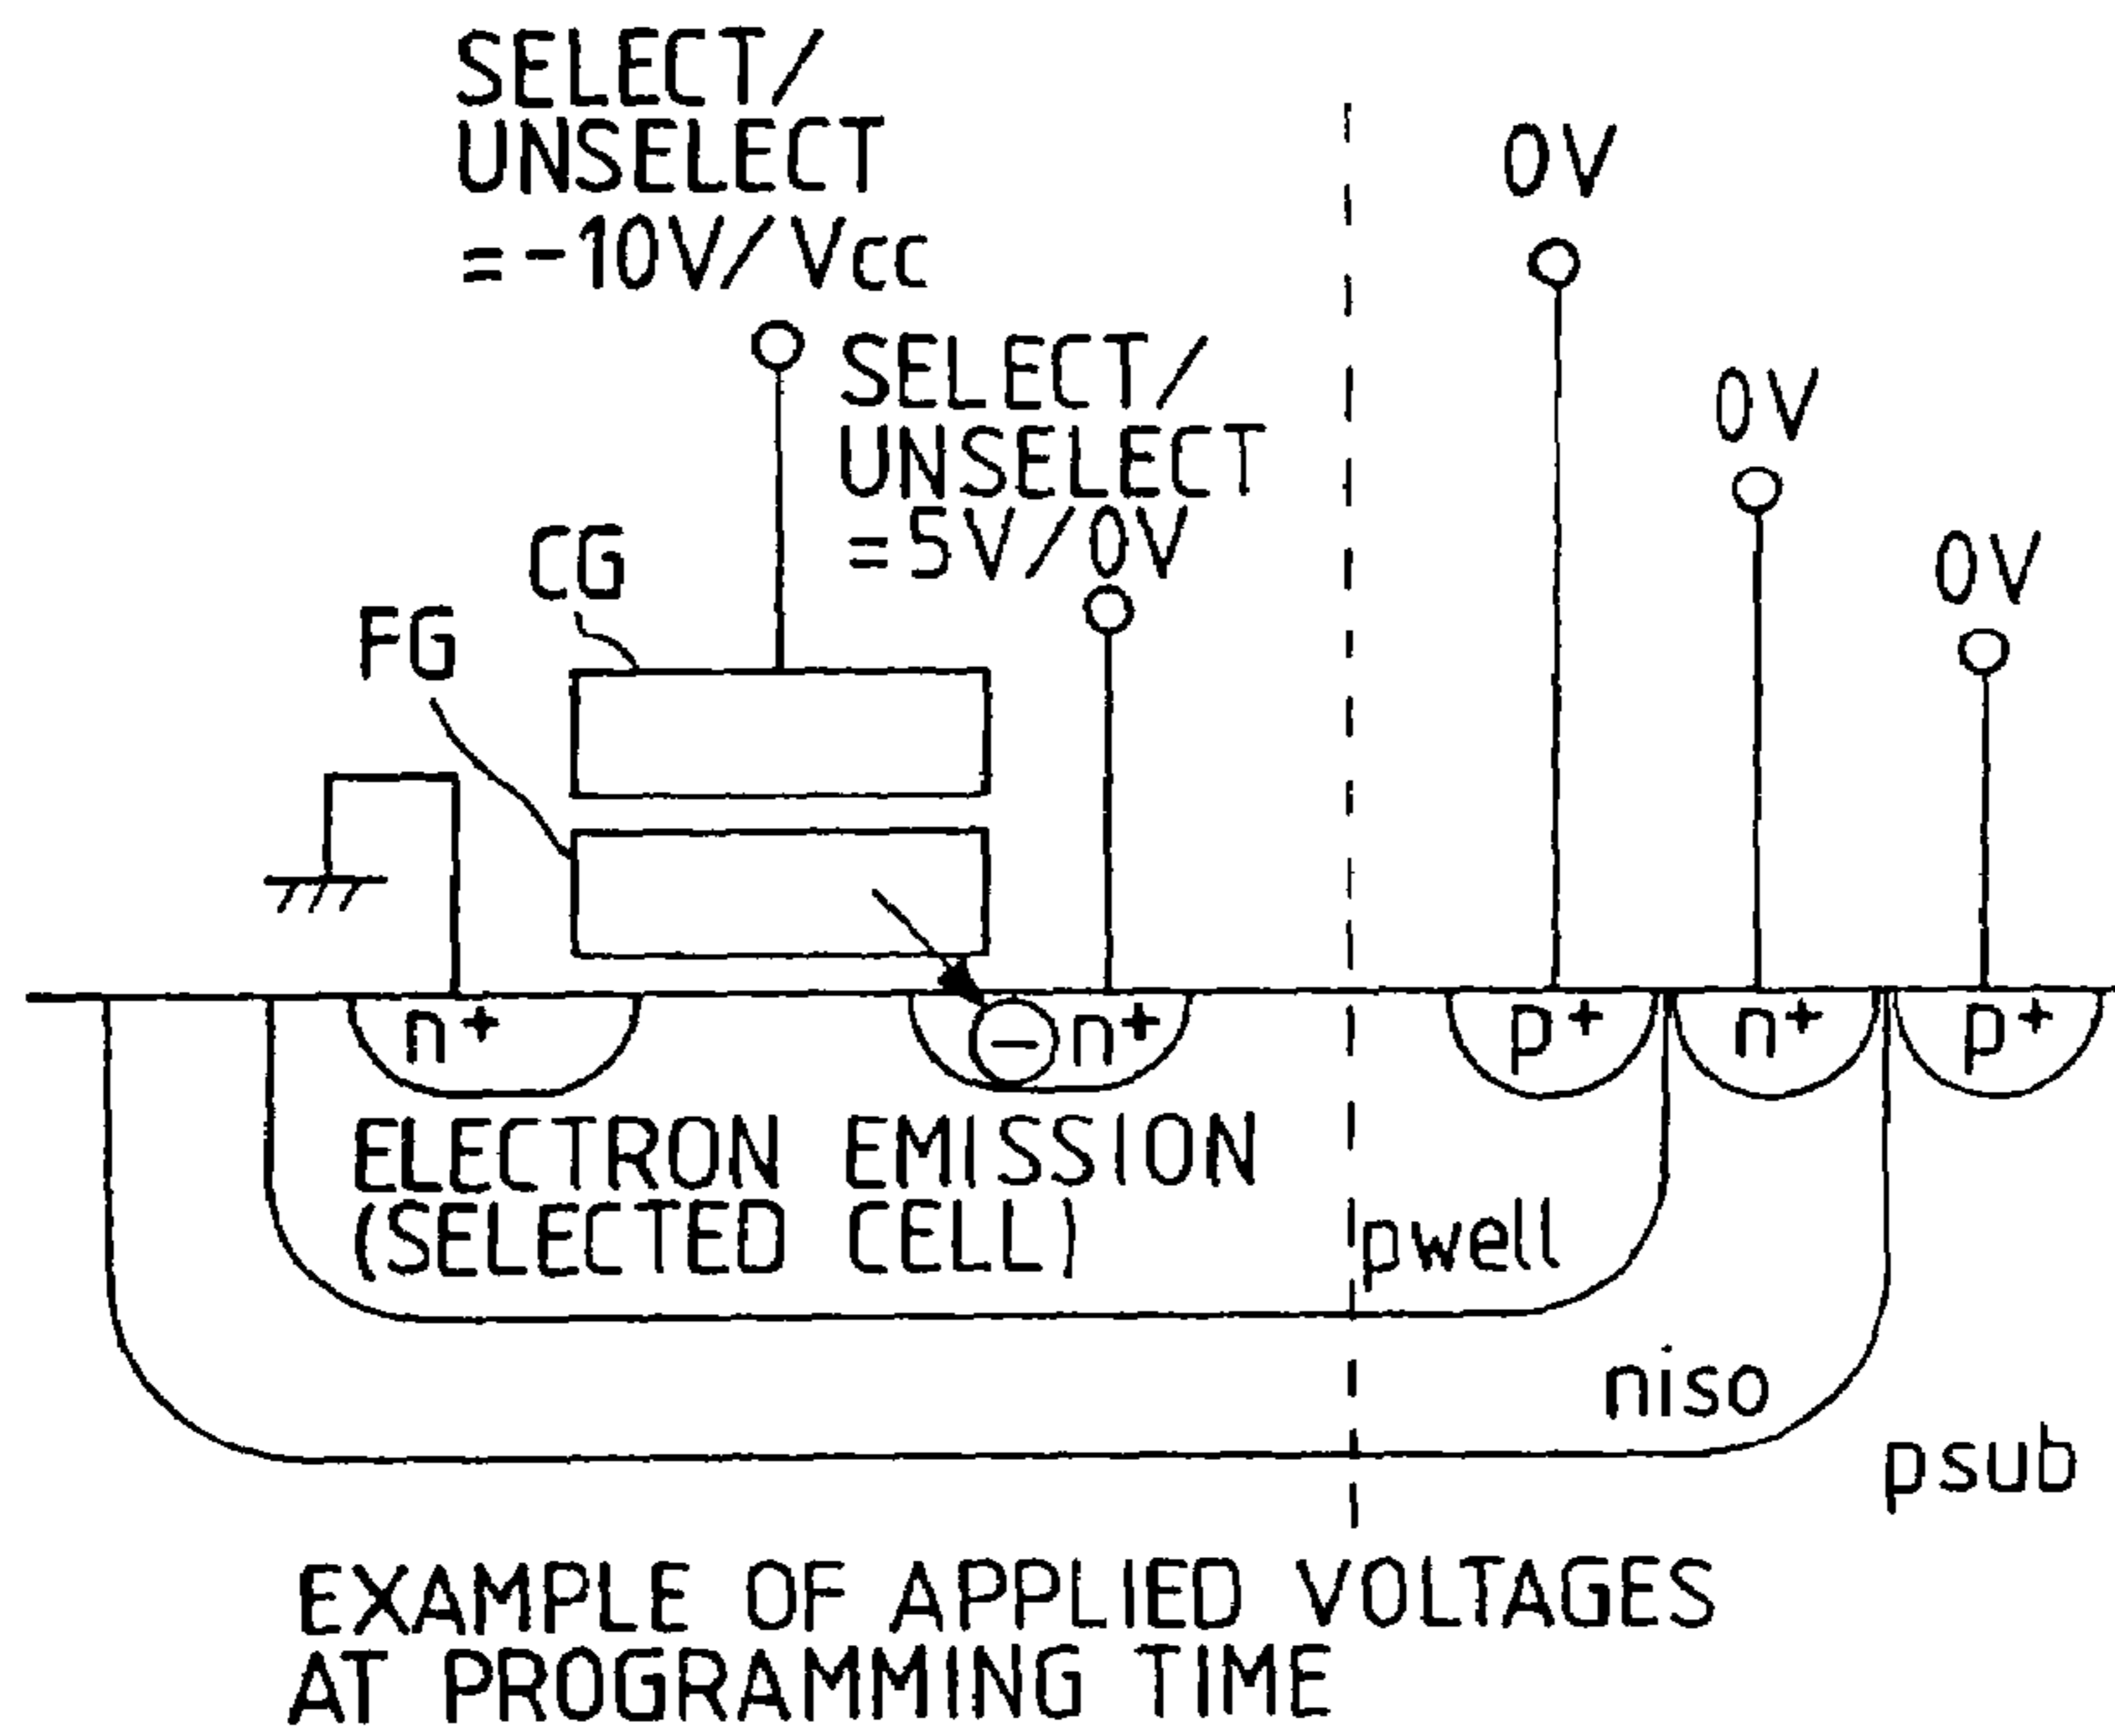 SELECT/
UNSELECT
=-10V/Vcc
SELECT/
UNSELECT
=5V/0V
0V
0V
0V
CG
FG
n+
− n+
p+
n+
p+
ELECTRON EMISSION
(SELECTED CELL)
pwell
niso
psub
EXAMPLE OF APPLIED VOLTAGES
AT PROGRAMMING TIME